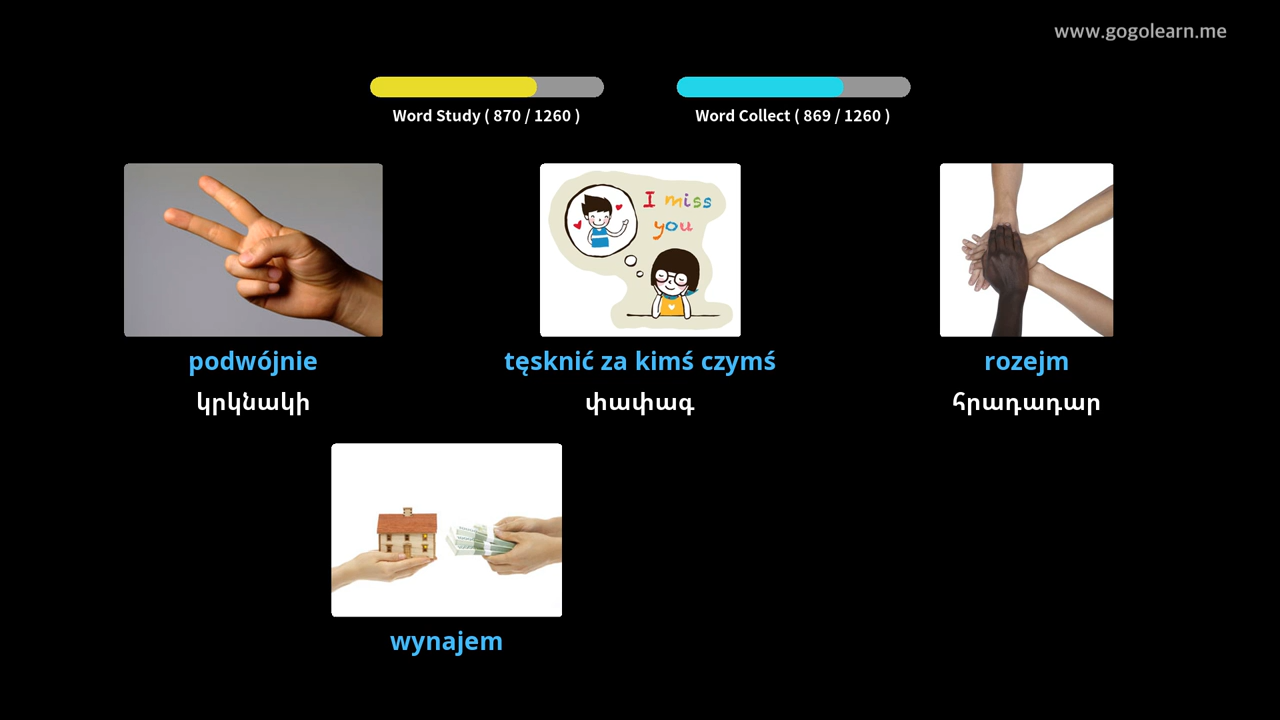 www.gogolearn.me
Word Study ( 870 / 1260 )
Word Collect ( 869 / 1260 )
I miss
you
podwójnie
tęsknić za kimś czymś
rozejm
կրկնակի
փափագ
հրադադար
wynajem